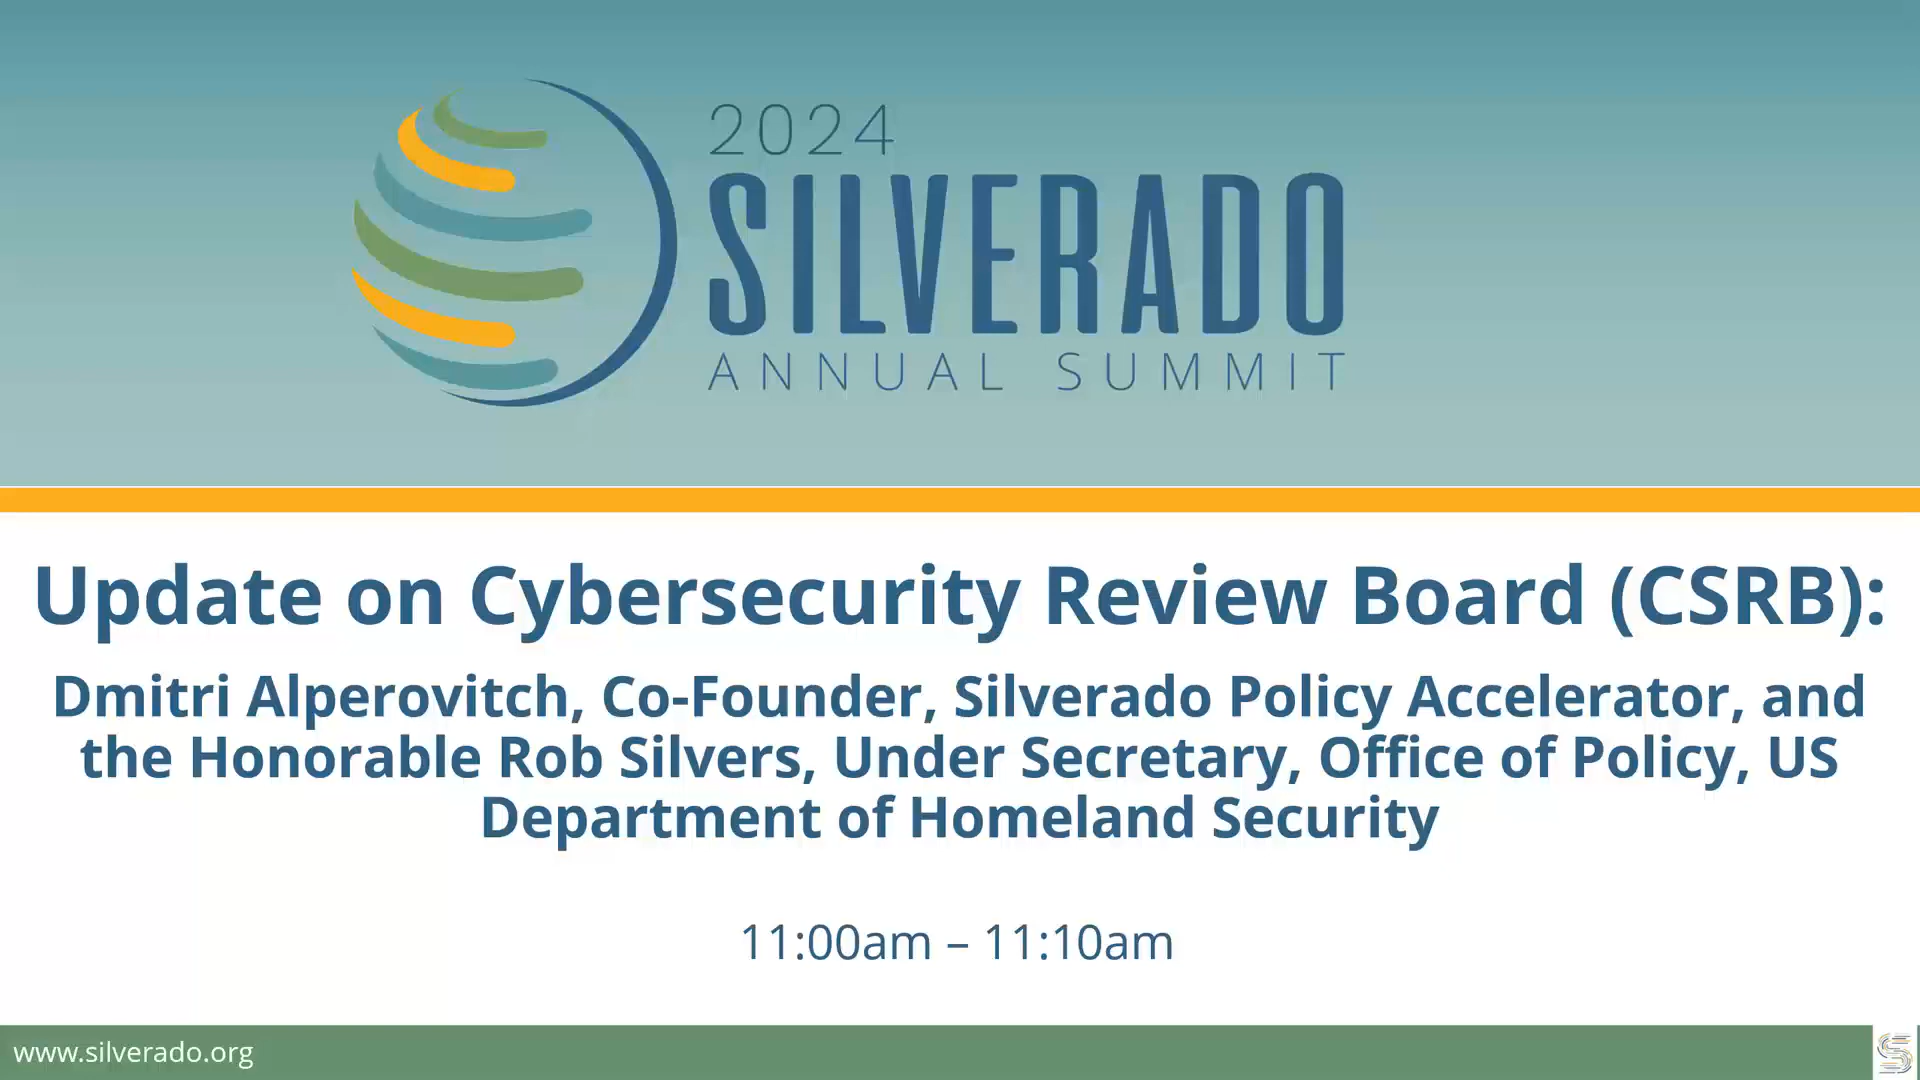 2024
SILVERADO
ANNUAL SUMMIT
Update on Cybersecurity Review Board (CSRB):
Dmitri Alperovitch, Co-Founder, Silverado Policy Accelerator, and
the Honorable Rob Silvers, Under Secretary, Office of Policy, US
Department of Homeland Security
11:00am – 11:10am
www.silverado.org